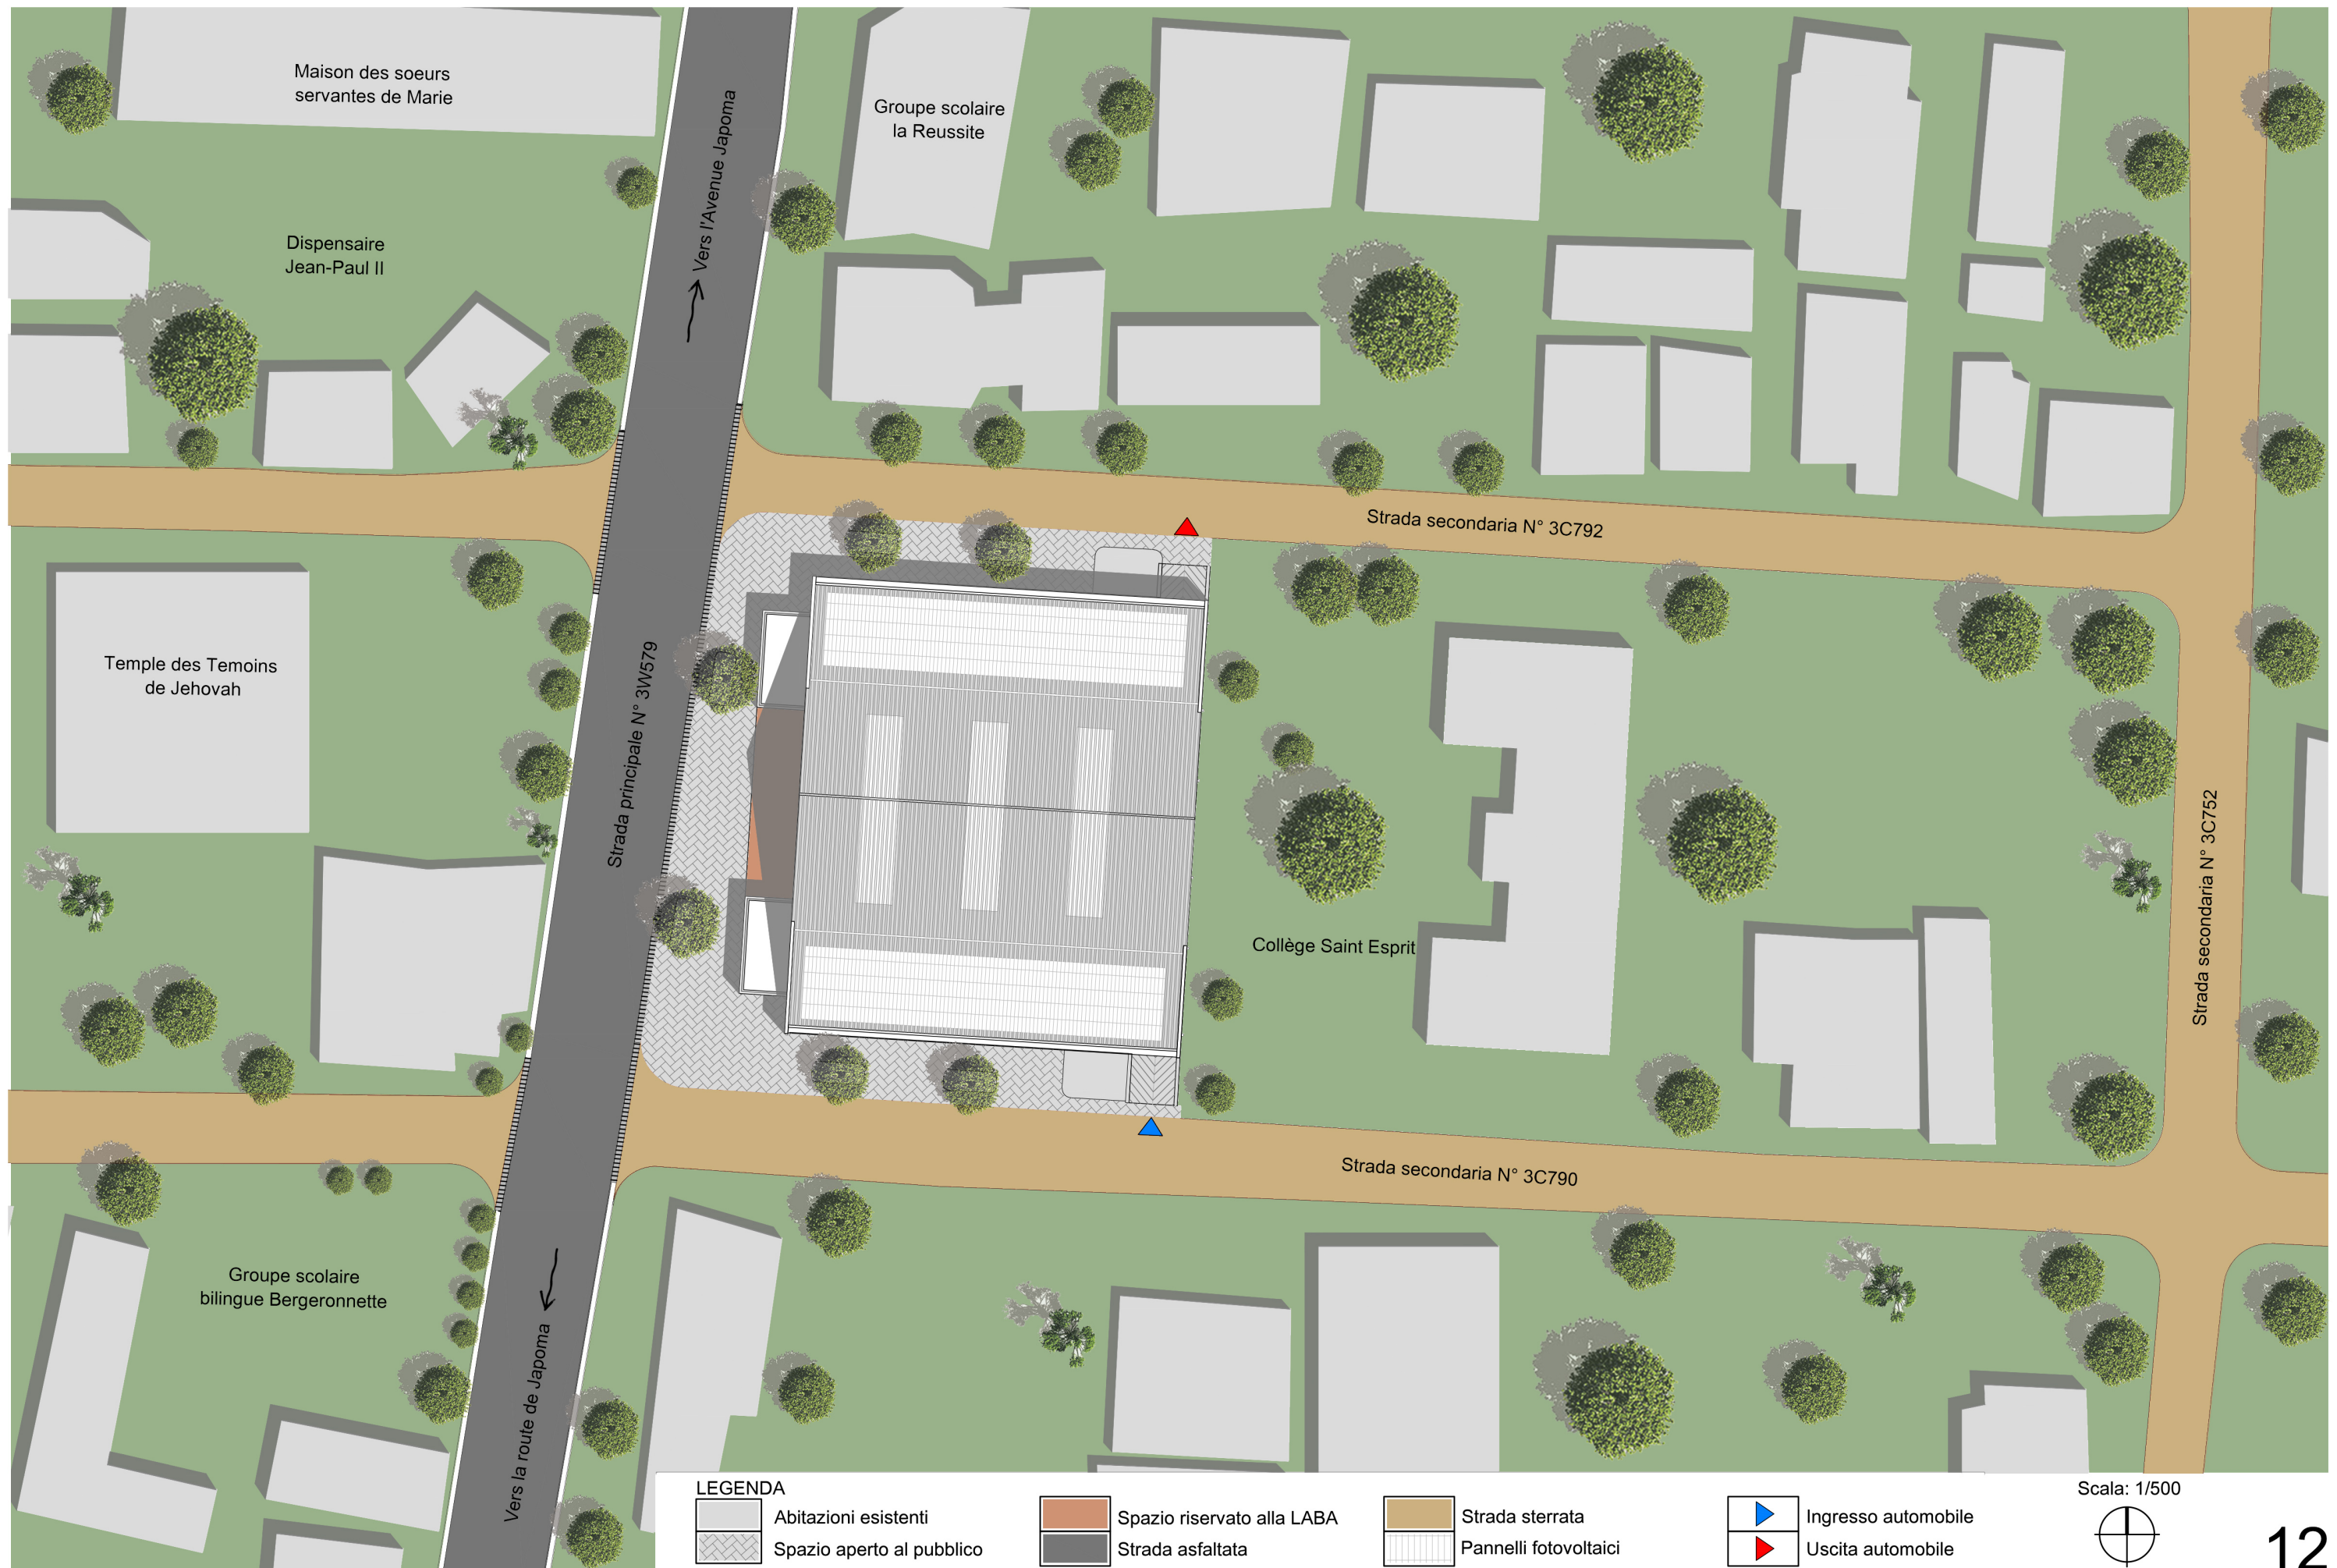 Maison des soeurs
servantes de Marie
Groupe scolaire
la Reussite
Vers l'Avenue Japoma
Dispensaire
Jean-Paul II
Strada secondaria N° 3C792
Temple des Temoins
de Jehovah
Strada principale N° 3W579
Collège Saint Esprit
Strada secondaria N° 3C752
Strada secondaria N° 3C790
Groupe scolaire
bilingue Bergeronnette
Vers la route de Japoma
LEGENDA
Abitazioni esistenti
Spazio aperto al pubblico
Spazio riservato alla LABA
Strada asfaltata
Strada sterrata
Pannelli fotovoltaici
Ingresso automobile
Uscita automobile
Scala: 1/500
12